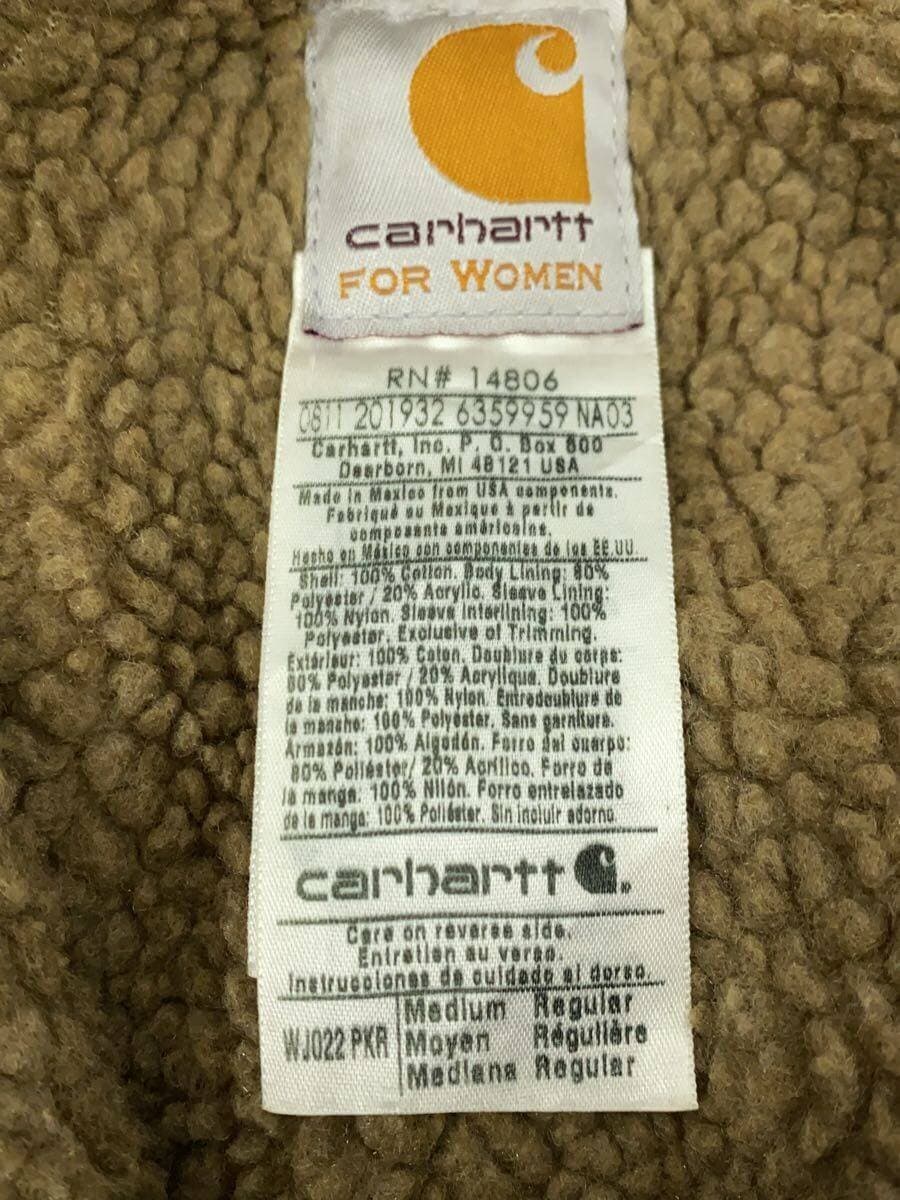 carhartt
FOR WOMEN
RN# 14806
0811 201932 6359959 NA03
Carhartt, Inc. P. O. Box 600
Dearborn, MI 48121 USA
Made in Mexico from USA components.
Fabriqué au Mexique à partir de
composants américains.
Hecho en México con componentes de los EE.UU.
Shell: 100% Cotton. Body Lining: 80%
Polyester / 20% Acrylic. Sleeve Lining:
100% Nylon. Sleeve Interlining: 100%
Polyester. Exclusive of Trimming.
Extérieur: 100% Coton. Doublure du corps:
80% Polyester / 20% Acrylique. Doublure
de la manche: 100% Nylon. Entredoublure de
la manche: 100% Polyester. Sans garniture.
Armazón: 100% Algodón. Forro del cuerpo:
80% Poliéster/ 20% Acrílico. Forro de
la manga: 100% Nilón. Forro entrelazado
de la manga: 100% Poliéster. Sin incluir adorno.
carhartt
Care on reverse side.
Entretien au verso.
Instrucciones de cuidado al dorso.
WJ022 PKR
Medium Regular
Moyen Régulière
Mediana Regular